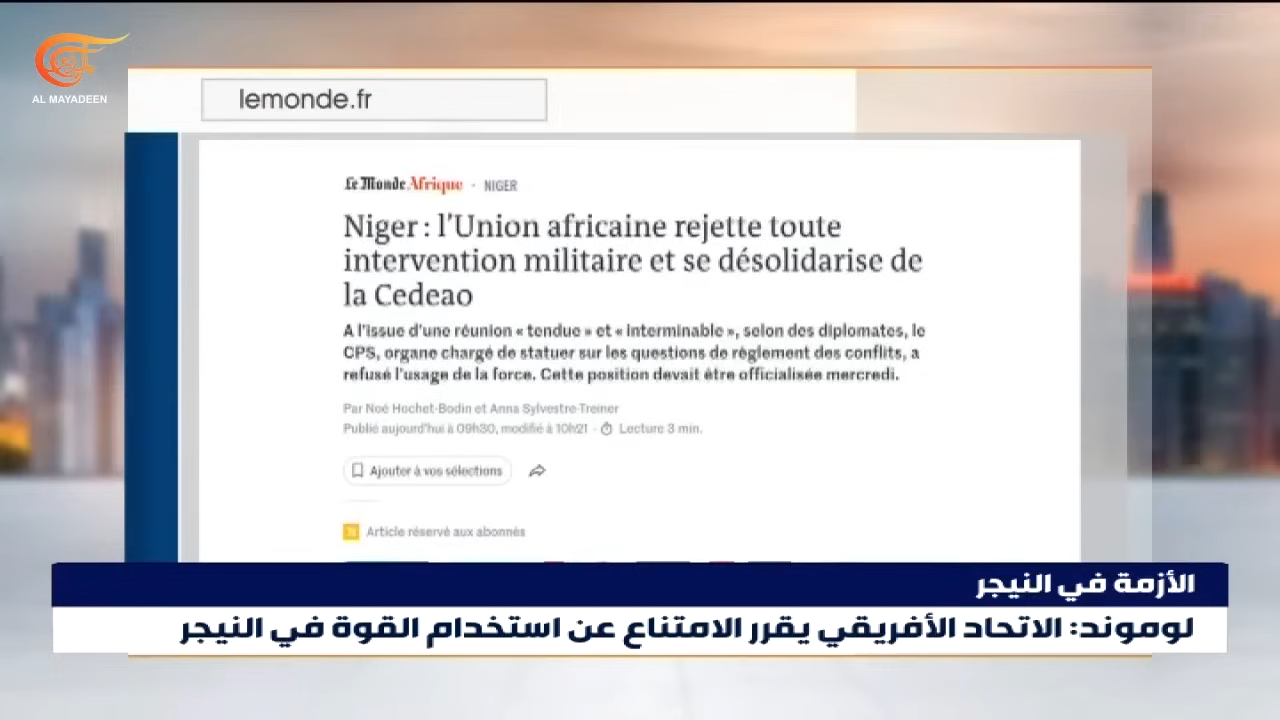 AL MAYADEEN
lemonde.fr
Le Monde Afrique · NIGER
Niger : l'Union africaine rejette toute
intervention militaire et se désolidarise de
la Cedeao
A l'issue d'une réunion « tendue » et « interminable », selon des diplomates, le
CPS, organe chargé de statuer sur les questions de règlement des conflits, a
refusé l'usage de la force. Cette position devait être officialisée mercredi.
Par Noé Hochet-Bodin et Anna Sylvestre-Treiner
Publié aujourd'hui à 09h30, modifié à 10h21 · Lecture 3 min.
Ajouter à vos sélections
Article réservé aux abonnés
الأزمة في النيجر
لوموند: الاتحاد الأفريقي يقرر الامتناع عن استخدام القوة في النيجر